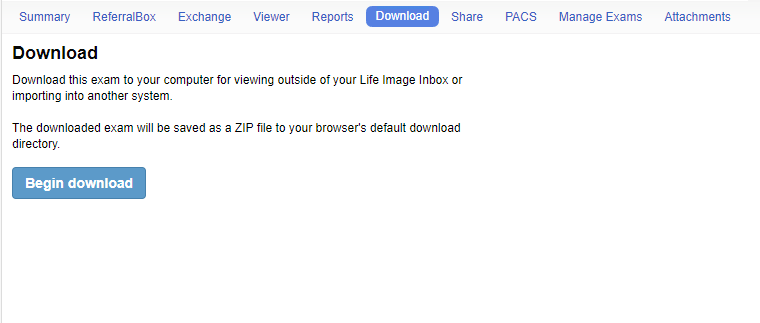 Summary ReferralBox Exchange Viewer Reports Download Share PACS Manage Exams Attachments
Download
Download this exam to your computer for viewing outside of your Life Image Inbox or
importing into another system.
The downloaded exam will be saved as a ZIP file to your browser's default download
directory.
Begin download